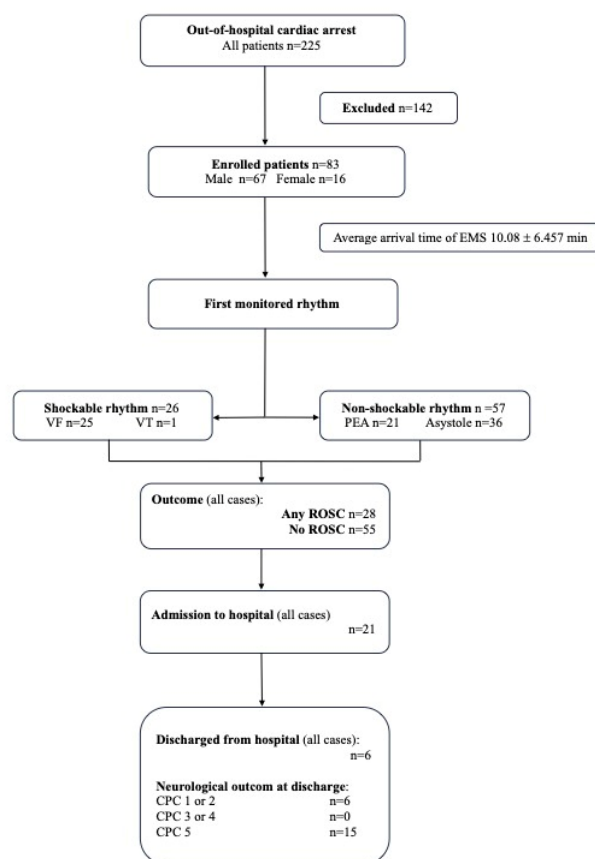 Out-of-hospital cardiac arrest
All patients n=225
Excluded n=142
Enrolled patients n=83
Male n=67 Female n=16
Average arrival time of EMS 10.08 ± 6.457 min
First monitored rhythm
Shockable rhythm n=26
VF n=25 VT n=1
Non-shockable rhythm n =57
PEA n=21 Asystole n=36
Outcome (all cases):
Any ROSC n=28
No ROSC n=55
Admission to hospital (all cases)
n=21
Discharged from hospital (all cases):
n=6
Neurological outcom at discharge:
CPC 1 or 2 n=6
CPC 3 or 4 n=0
CPC 5 n=15